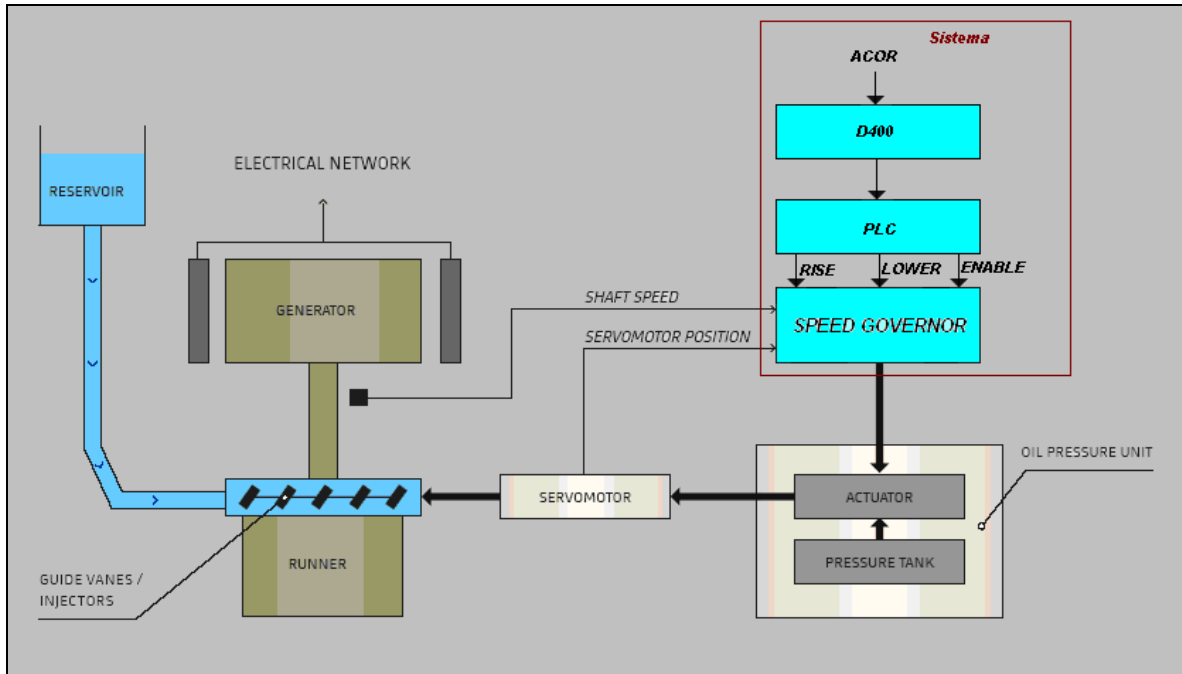 Sistema
ACOR
D400
PLC
RISE
LOWER
ENABLE
SPEED GOVERNOR
ELECTRICAL NETWORK
RESERVOIR
GENERATOR
SHAFT SPEED
SERVOMOTOR POSITION
OIL PRESSURE UNIT
SERVOMOTOR
ACTUATOR
PRESSURE TANK
RUNNER
GUIDE VANES /
INJECTORS